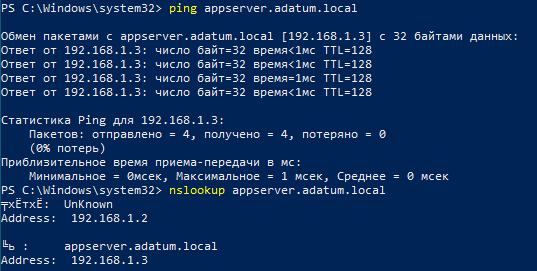 PS C:\Windows\system32> ping appserver.adatum.local
Обмен пакетами с appserver.adatum.local [192.168.1.3] с 32 байтами данных:
Ответ от 192.168.1.3: число байт=32 время<1мс TTL=128
Ответ от 192.168.1.3: число байт=32 время<1мс TTL=128
Ответ от 192.168.1.3: число байт=32 время=1мс TTL=128
Ответ от 192.168.1.3: число байт=32 время<1мс TTL=128
Статистика Ping для 192.168.1.3:
Пакетов: отправлено = 4, получено = 4, потеряно = 0
(0% потерь)
Приблизительное время приема-передачи в мс:
Минимальное = 0мсек, Максимальное = 1 мсек, Среднее = 0 мсек
PS C:\Windows\system32> nslookup appserver.adatum.local
╤хЁтхЁ: UnKnown
Address: 192.168.1.2
╚ь : appserver.adatum.local
Address: 192.168.1.3